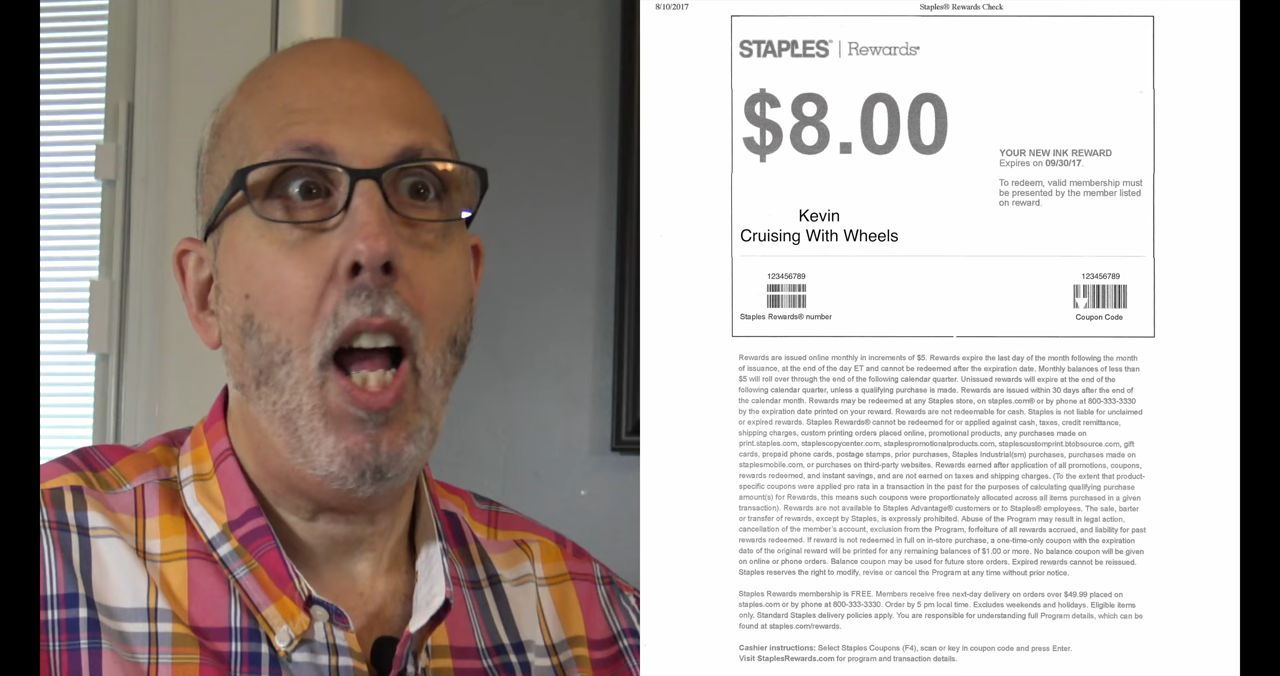 8/10/2017
Staples® Rewards Check
STAPLES™ | Rewards®
$8.00
YOUR NEW INK REWARD
Expires on 09/30/17.
To redeem, valid membership must
be presented by the member listed
on reward.
Kevin
Cruising With Wheels
123456789
Staples Rewards® number
123456789
Coupon Code
Rewards are issued online monthly in increments of $5. Rewards expire the last day of the month following the month
of issuance, at the end of the day ET and cannot be redeemed after the expiration date. Monthly balances of less than
$5 will roll over through the end of the following calendar quarter. Unissued rewards will expire at the end of the
following calendar quarter, unless a qualifying purchase is made. Rewards are issued within 30 days after the end of
the calendar month. Rewards may be redeemed at any Staples store, on staples.com® or by phone at 800-333-3330
by the expiration date printed on your reward. Rewards are not redeemable for cash. Staples is not liable for unclaimed
or expired rewards. Staples Rewards® cannot be redeemed for or applied against cash, taxes, credit remittance,
shipping charges, custom printing orders placed online, promotional products, any purchases made on
print.staples.com, staplescopycenter.com, staplespromotionalproducts.com, staplescustomprint.btobsource.com, gift
cards, prepaid phone cards, postage stamps, prior purchases, Staples Industrial(sm) purchases, purchases made on
staplesmobile.com, or purchases on third-party websites. Rewards earned after application of all promotions, coupons,
rewards redeemed, and instant savings, and are not earned on taxes and shipping charges. (To the extent that product-
specific coupons were applied pro rata in a transaction in the past for the purposes of calculating qualifying purchase
amount(s) for Rewards, this means such coupons were proportionately allocated across all items purchased in a given
transaction). Rewards are not available to Staples Advantage® customers or to Staples® employees. The sale, barter
or transfer of rewards, except by Staples, is expressly prohibited. Abuse of the Program may result in legal action,
cancellation of the member's account, exclusion from the Program, forfeiture of all rewards accrued, and liability for past
rewards redeemed. If reward is not redeemed in full on in-store purchase, a one-time-only coupon with the expiration
date of the original reward will be printed for any remaining balances of $1.00 or more. No balance coupon will be given
on online or phone orders. Balance coupon may be used for future store orders. Expired rewards cannot be reissued.
Staples reserves the right to modify, revise or cancel the Program at any time without prior notice.
Staples Rewards membership is FREE. Members receive free next-day delivery on orders over $49.99 placed on
staples.com or by phone at 800-333-3330. Order by 5 pm local time. Excludes weekends and holidays. Eligible items
only. Standard Staples delivery policies apply. You are responsible for understanding full Program details, which can be
found at staples.com/rewards.
Cashier instructions: Select Staples Coupons (F4), scan or key in coupon code and press Enter.
Visit StaplesRewards.com for program and transaction details.